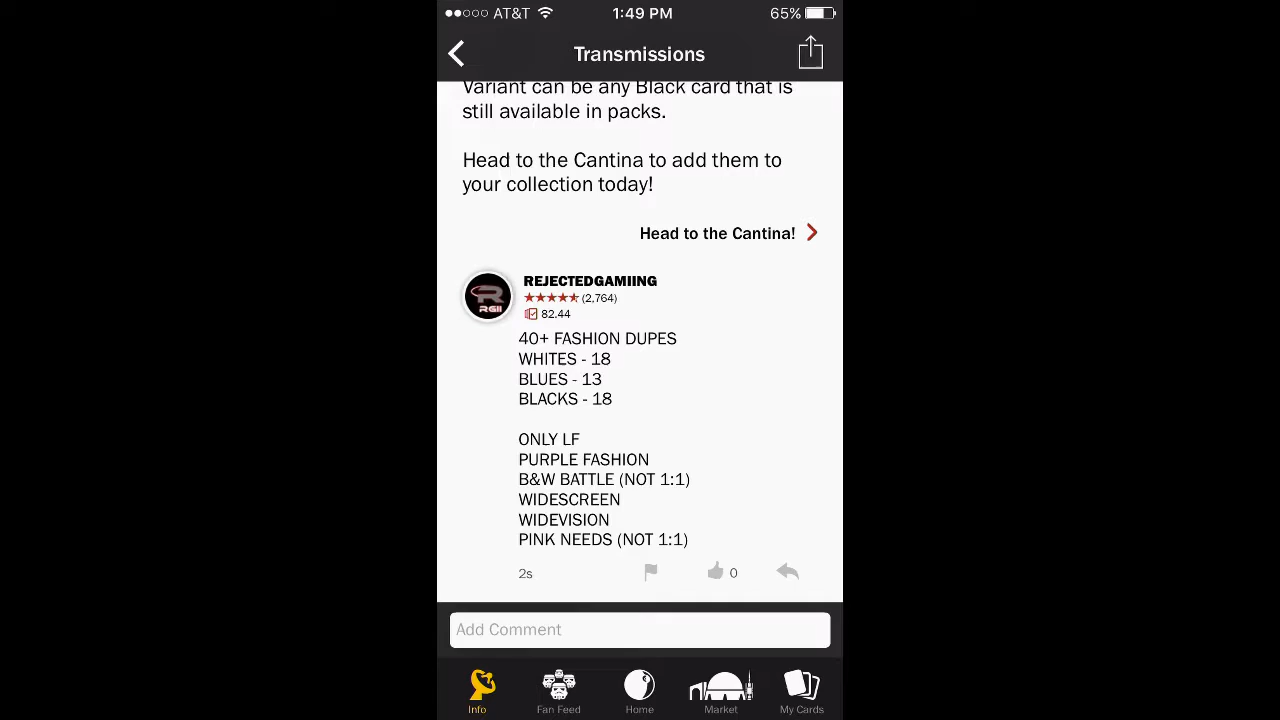 AT&T 1:49 PM 65%
Transmissions
Variant can be any Black card that is
still available in packs.
Head to the Cantina to add them to
your collection today!
Head to the Cantina!
REJECTEDGAMIING
(2,764)
82.44
40+ FASHION DUPES
WHITES - 18
BLUES - 13
BLACKS - 18
ONLY LF
PURPLE FASHION
B&W BATTLE (NOT 1:1)
WIDESCREEN
WIDEVISION
PINK NEEDS (NOT 1:1)
2s 0
Add Comment
Info Fan Feed Home Market My Cards